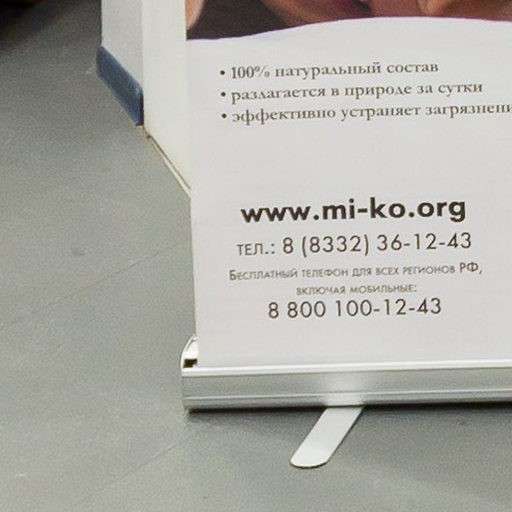 • 100% натуральный состав
• разлагается в природе за сутки
• эффективно устраняет загрязнени
www.mi-ko.org
тел.: 8 (8332) 36-12-43
Бесплатный телефон для всех регионов РФ,
включая мобильные:
8 800 100-12-43